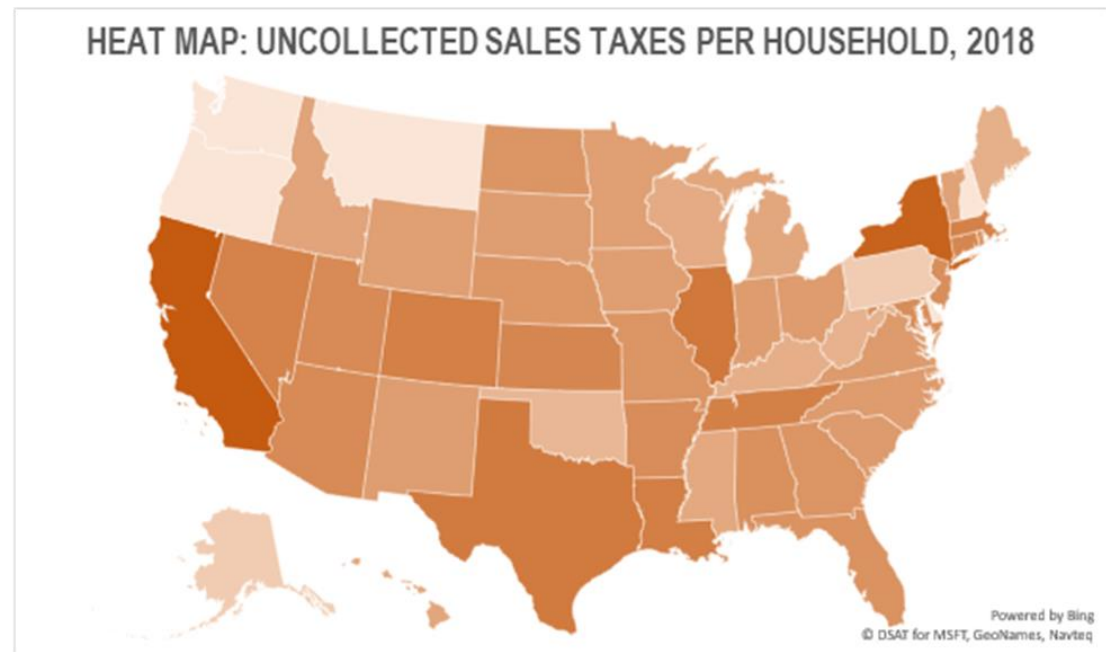 HEAT MAP: UNCOLLECTED SALES TAXES PER HOUSEHOLD, 2018
Powered by Bing
© DSAT for MSFT, GeoNames, Navteq